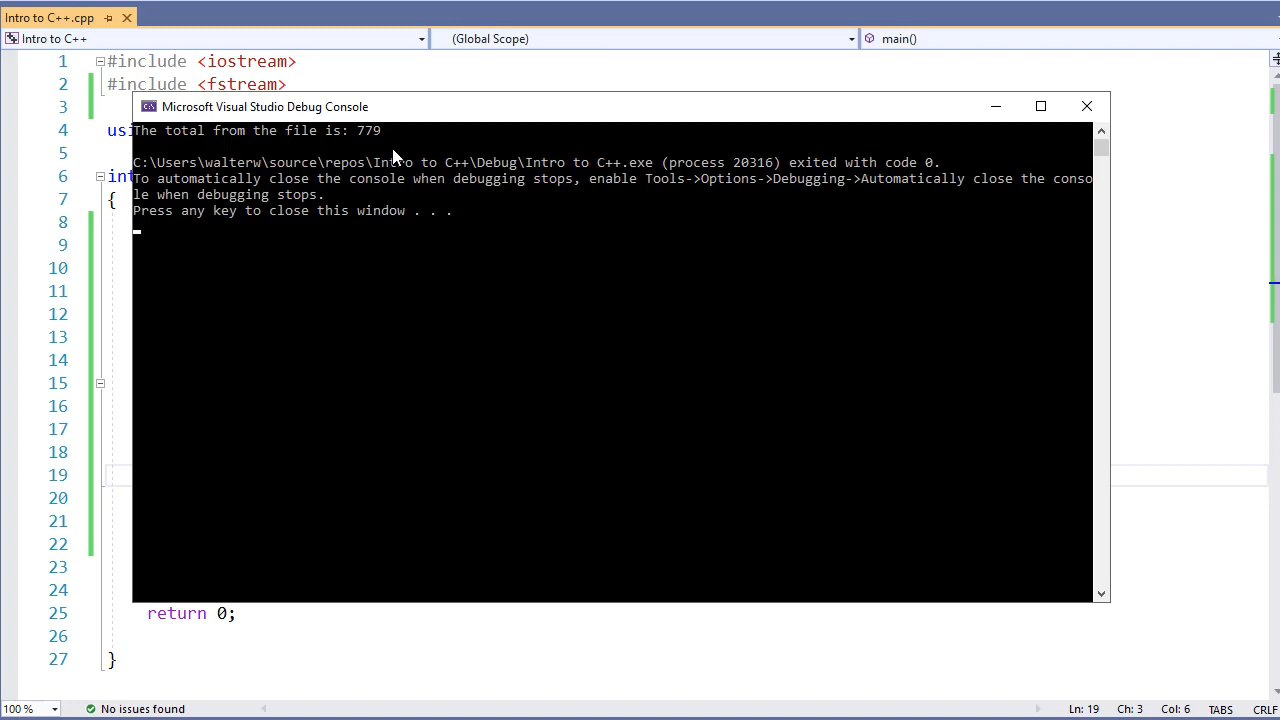 Intro to C++.cpp
Intro to C++ (Global Scope) main()
1 #include <iostream>
2 #include <fstream>
Microsoft Visual Studio Debug Console
3
The total from the file is: 779
4 usi
5
C:\Users\walterw\source\repos\Intro to C++\Debug\Intro to C++.exe (process 20316) exited with code 0.
6 int
To automatically close the console when debugging stops, enable Tools->Options->Debugging->Automatically close the conso
le when debugging stops.
7 {
Press any key to close this window . . .
8
9
10
11
12
13
14
15
16
17
18
19
20
21
22
23
24
25 return 0;
26
27 }
100 % No issues found Ln: 19 Ch: 3 Col: 6 TABS CRLF